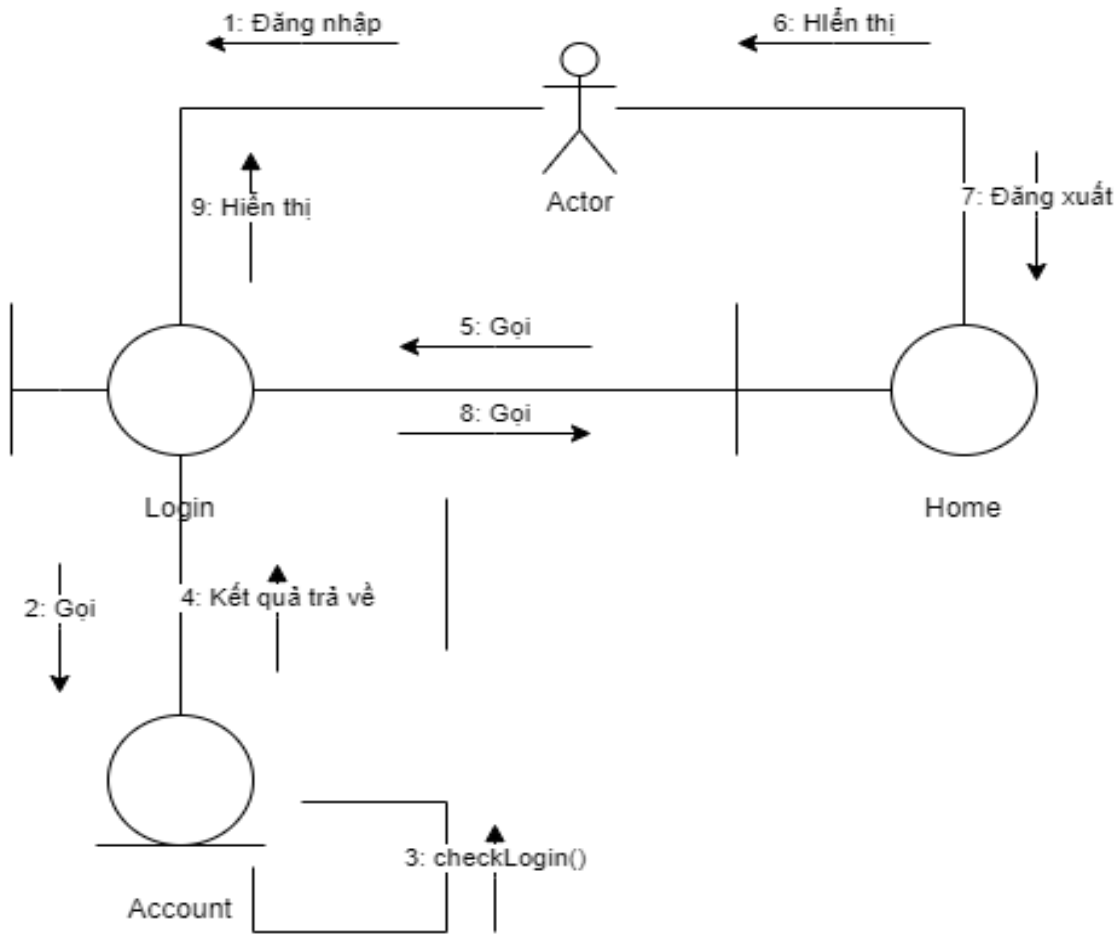 1: Đăng nhập
6: HIển thị
Actor
9: Hiển thị
7: Đăng xuất
5: Gọi
8: Gọi
Login
Home
2: Gọi
4: Kết quả trả về
3: checkLogin()
Account